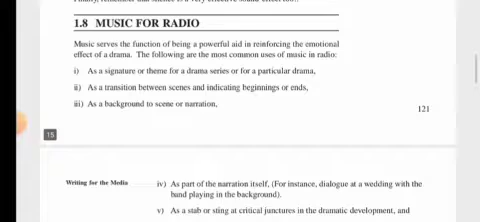 1.8 MUSIC FOR RADIO
Music serves the function of being a powerful aid in reinforcing the emotional
effect of a drama. The following are the most common uses of music in radio:
i) As a signature or theme for a drama series or for a particular drama,
ii) As a transition between scenes and indicating beginnings or ends,
iii) As a background to scene or narration,
121
15
Writing for the Media
iv) As part of the narration itself, (For instance, dialogue at a wedding with the
band playing in the background).
v) As a stab or sting at critical junctures in the dramatic development, and